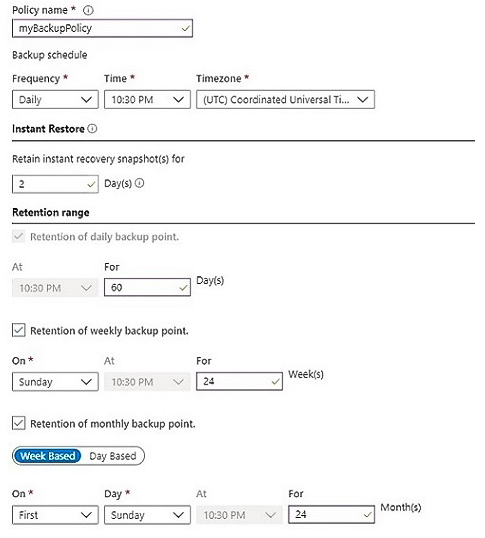 Policy name *
myBackupPolicy
Backup schedule
Frequency * Time * Timezone *
Daily 10:30 PM (UTC) Coordinated Universal Ti...
Instant Restore
Retain instant recovery snapshot(s) for
2 Day(s)
Retention range
Retention of daily backup point.
At For
10:30 PM 60 Day(s)
Retention of weekly backup point.
On * At For
Sunday 10:30 PM 24 Week(s)
Retention of monthly backup point.
Week Based Day Based
On * Day * At For
First Sunday 10:30 PM 24 Month(s)